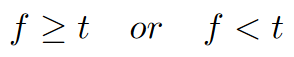 f ≥ t or f < t